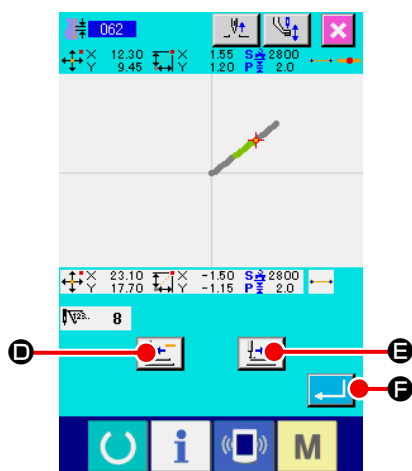 062
X 12.30 X 1.55 S 2800
Y 9.45 Y 1.20 P 2.0
X 23.10 X -1.50 S 2800
Y 17.70 Y -1.15 P 2.0
123.. 8
D E
F
i M